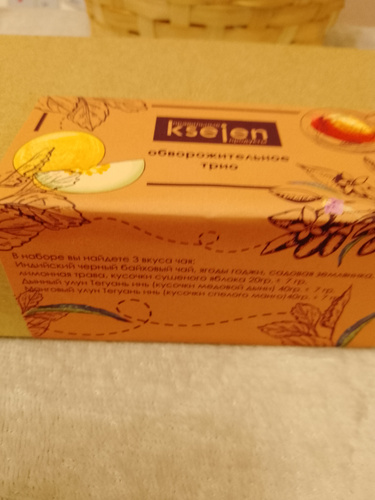 ksejen
обворожительное
трио
В наборе вы найдете 3 вкуса чая:
Индийский черный байховый чай, ягоды годжи, садовая земляника,
лимонная трава, кусочки сушеного яблока 20гр. ± 7 гр.
Дынный улун Тегуань инь (кусочки медовой дыни) 40гр. ± 7 гр.
Манговый улун Тегуань инь (кусочки спелого манго) 40гр. ± 7 гр.